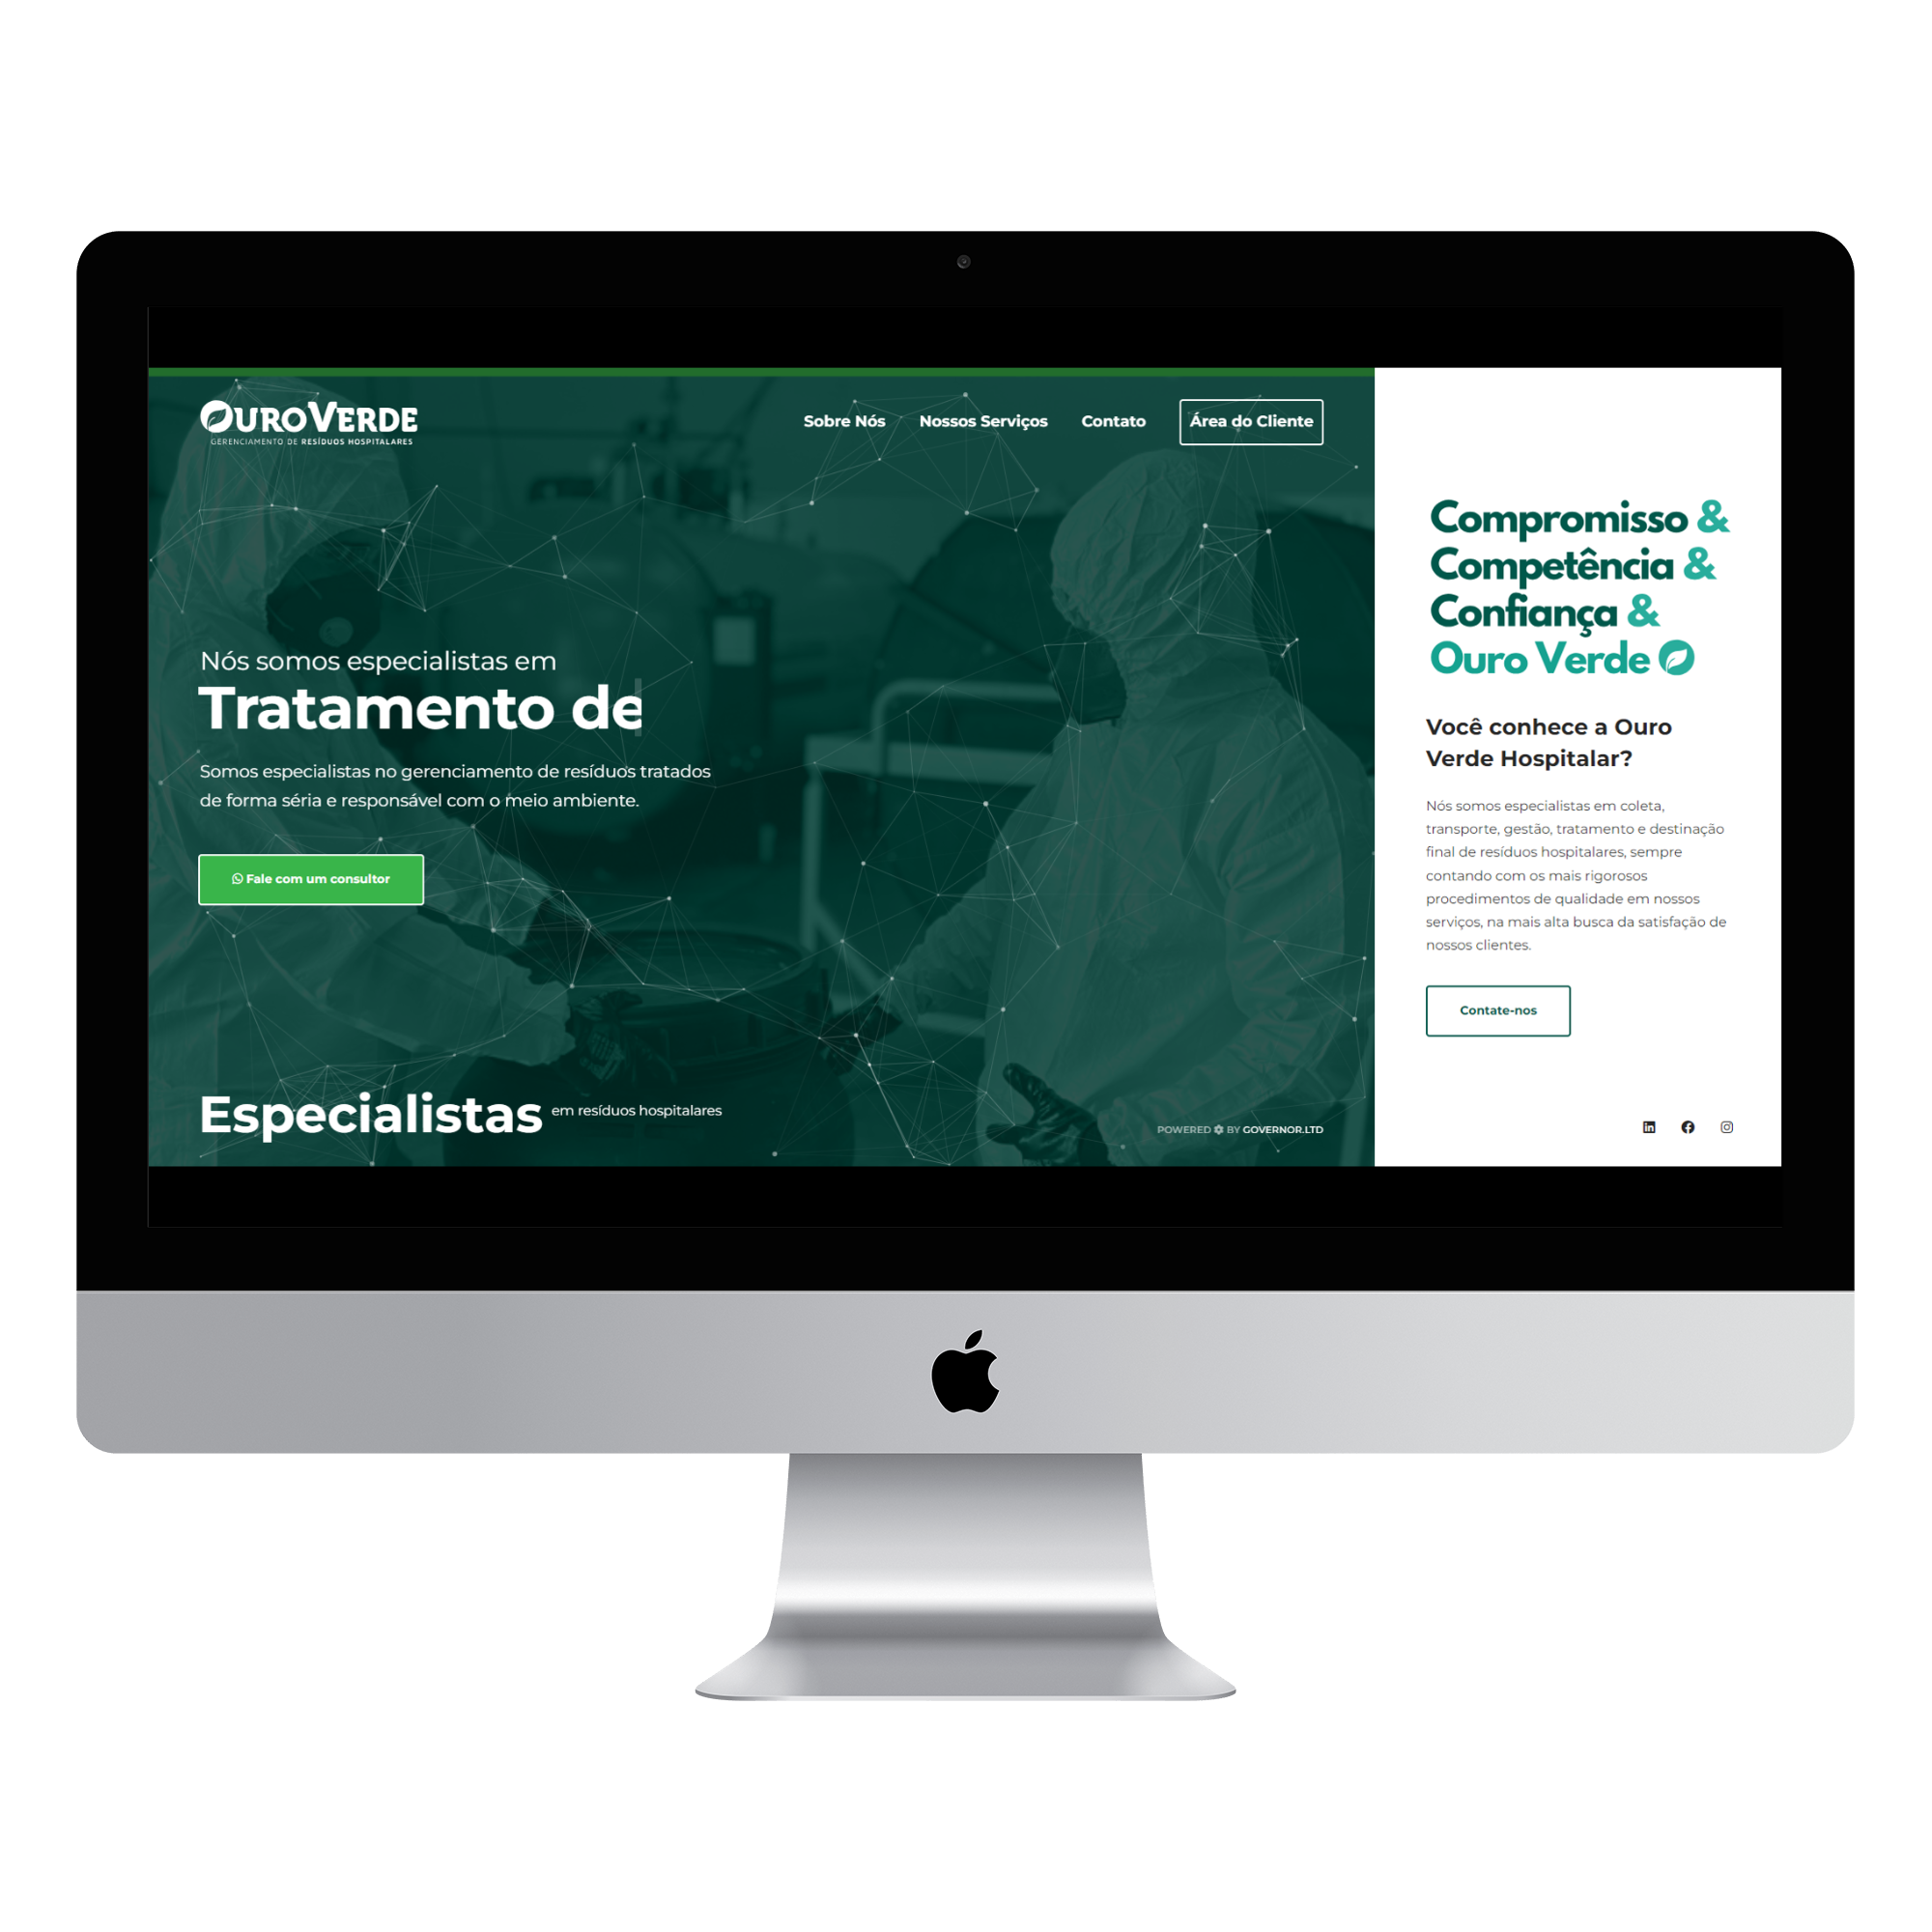 OUROVERDE
GERENCIAMENTO DE RESÍDUOS HOSPITALARES
Sobre Nós
Nossos Serviços
Contato
Área do Cliente
Nós somos especialistas em
Tratamento de
Somos especialistas no gerenciamento de resíduos tratados
de forma séria e responsável com o meio ambiente.
Fale com um consultor
Especialistas em resíduos hospitalares
POWERED BY GOVERNOR.LTD
Compromisso &
Competência &
Confiança &
Ouro Verde
Você conhece a Ouro
Verde Hospitalar?
Nós somos especialistas em coleta,
transporte, gestão, tratamento e destinação
final de resíduos hospitalares, sempre
contando com os mais rigorosos
procedimentos de qualidade em nossos
serviços, na mais alta busca da satisfação de
nossos clientes.
Contate-nos